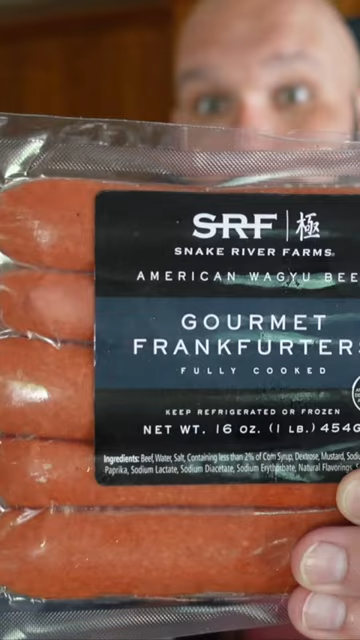 SRF | 極
SNAKE RIVER FARMS®
AMERICAN WAGYU BEE
GOURMET
FRANKFURTERS
FULLY COOKED
KEEP REFRIGERATED OR FROZEN
NET WT. 16 OZ. (1 LB.) 454G
Ingredients: Beef, Water, Salt, Containing less than 2% of Corn Syrup, Dextrose, Mustard, Sodiu
Paprika, Sodium Lactate, Sodium Diacetate, Sodium Erythorbate, Natural Flavorings,